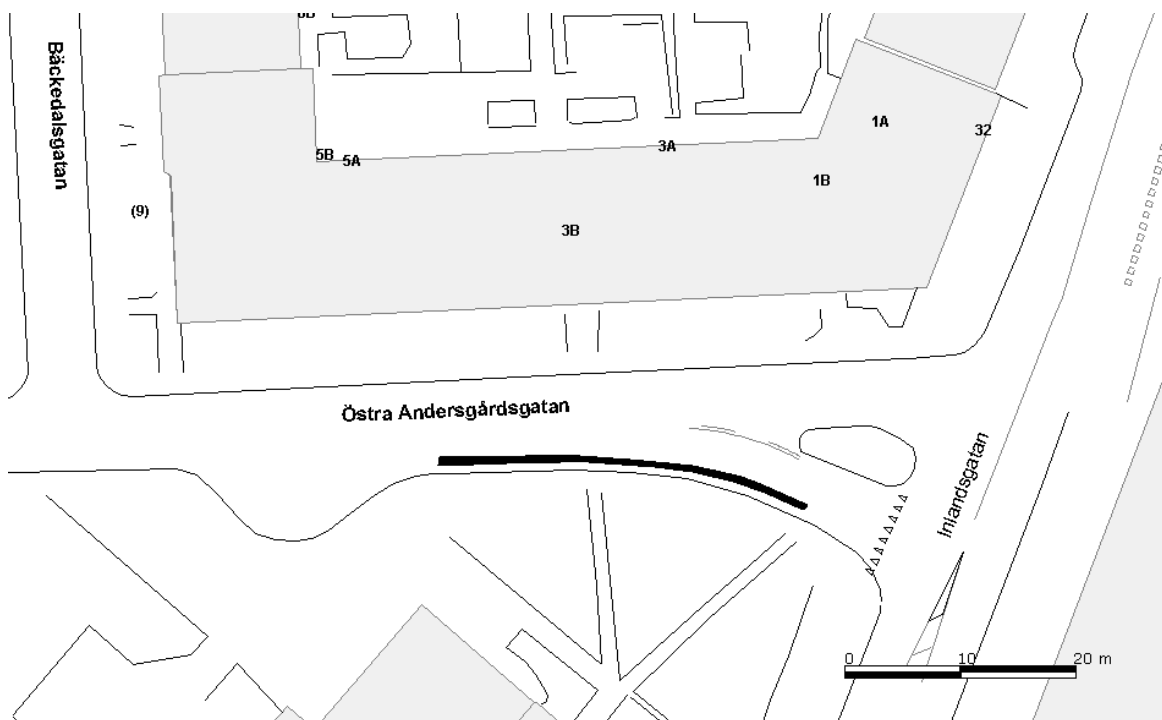 Bäckedalsgatan
1A
32
5B
5A
3A
1B
(9)
3B
Östra Andersgårdsgatan
Inlandsgatan
0 10 20 m